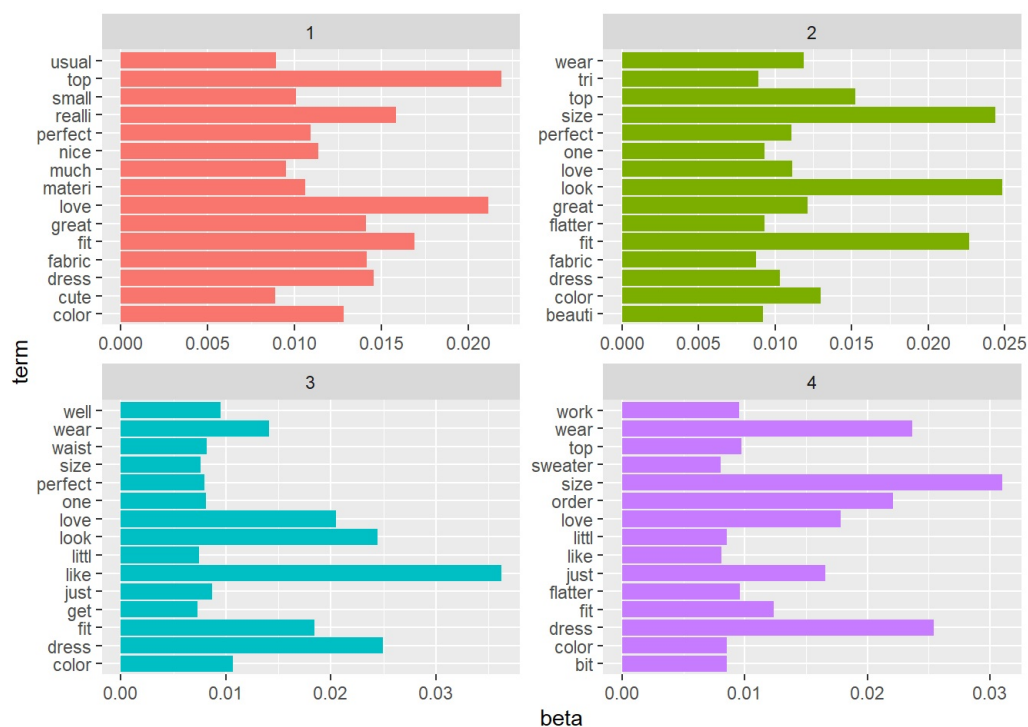 1
usual
top
small
realli
perfect
nice
much
materi
love
great
fit
fabric
dress
cute
color
0.000 0.005 0.010 0.015 0.020
2
wear
tri
top
size
perfect
one
love
look
great
flatter
fit
fabric
dress
color
beauti
0.000 0.005 0.010 0.015 0.020 0.025
term
3
well
wear
waist
size
perfect
one
love
look
littl
like
just
get
fit
dress
color
0.00 0.01 0.02 0.03
4
work
wear
top
sweater
size
order
love
littl
like
just
flatter
fit
dress
color
bit
0.00 0.01 0.02 0.03
beta